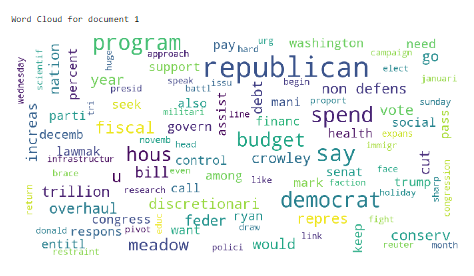 Word Cloud for document 1
program
approach
urg
hard
washington
campaign
need
wednesday
scientif
nation
percent
huge
pay
support
presid
speak
battl
issu
republican
begin
elect
go
januari
year
non defens
increas
parti
tri
seek
also
militari
assist
line
debt
mani
proport
vote
sunday
decemb
fiscal
govern
financ
spend
social
expans
pass
lawmak
novemb
head
budget
health
immigr
infrastructur
hous
control
crowley
say
cut
brace
u
bill
even
among
like
senat
face
sharp
congression
trillion
research
call
mark
faction
trump
holiday
return
overhaul
discretionari
democrat
educ
congress
feder
ryan
repres
fight
donald
respons
pivot
want
draw
keep
conserv
entitl
meadow
would
link
reuter
month
restraint
polici